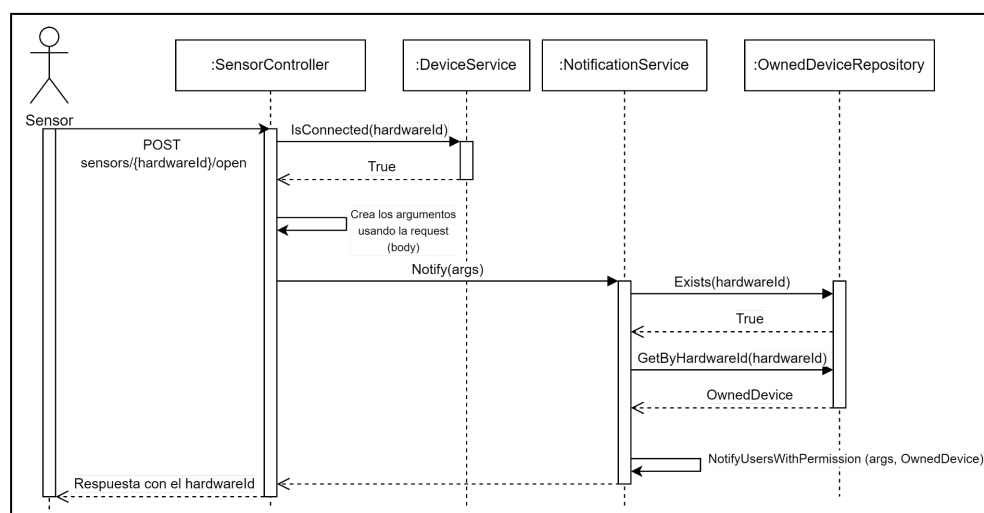 :SensorController
:DeviceService
:NotificationService
:OwnedDeviceRepository
Sensor
POST
sensors/{hardwareId}/open
IsConnected(hardwareId)
True
Crea los argumentos
usando la request
(body)
Notify(args)
Exists(hardwareId)
True
GetByHardwareId(hardwareId)
OwnedDevice
NotifyUsersWithPermission (args, OwnedDevice)
Respuesta con el hardwareId